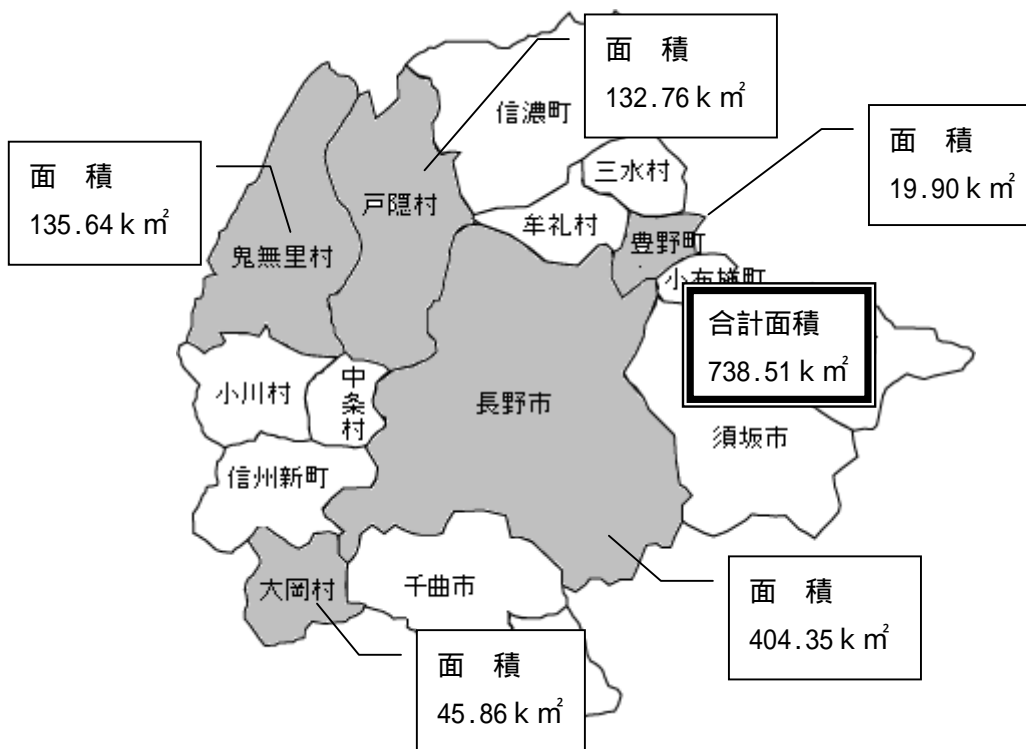 面 積
132.76ｋ㎡
信濃町
面 積
19.90ｋ㎡
面 積
135.64ｋ㎡
三水村
戸隠村
牟礼村
豊野町
鬼無里村
小布施町
合計面積
738.51ｋ㎡
小川村
中条村
長野市
須坂市
信州新町
大岡村
千曲市
面 積
404.35ｋ㎡
面 積
45.86ｋ㎡